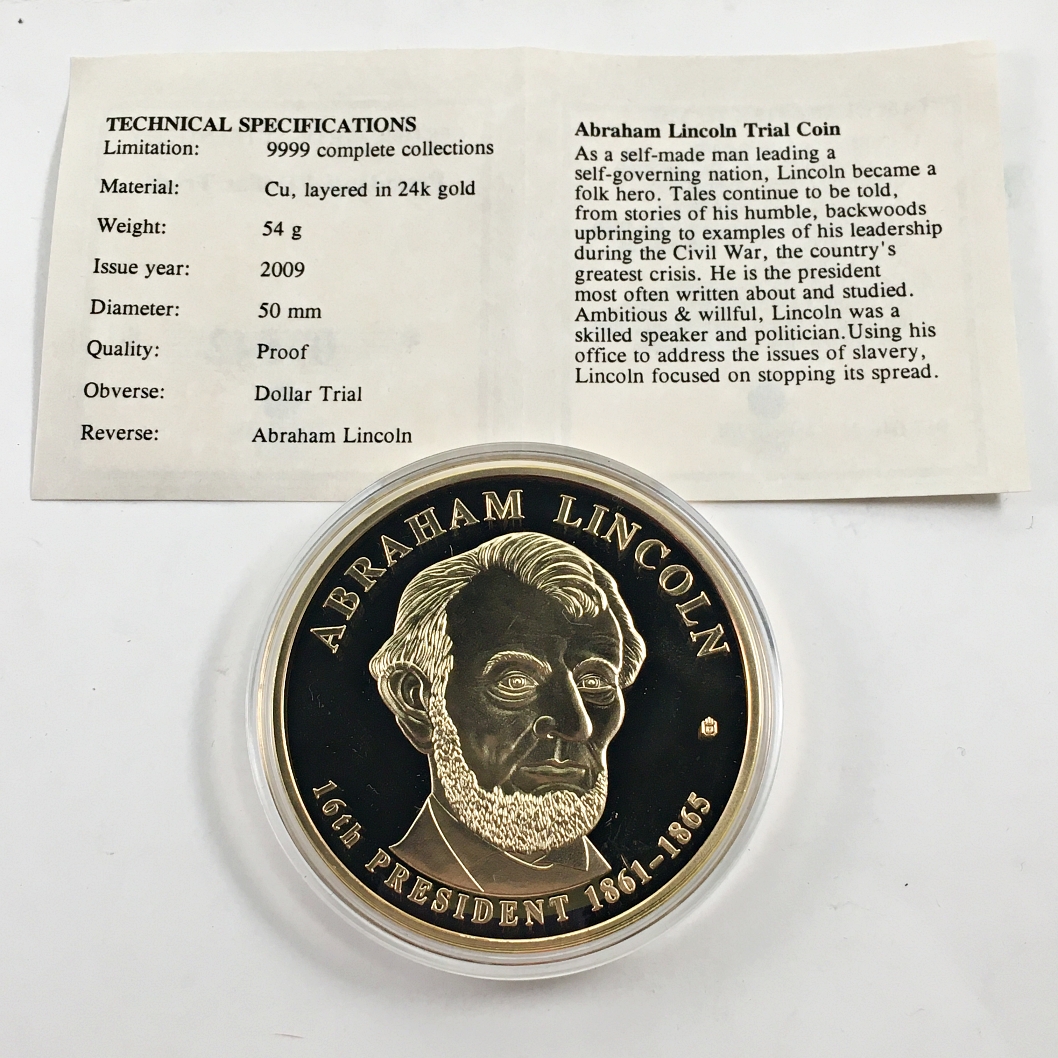 TECHNICAL SPECIFICATIONS
Limitation: 9999 complete collections
Material: Cu, layered in 24k gold
Weight: 54 g
Issue year: 2009
Diameter: 50 mm
Quality: Proof
Obverse: Dollar Trial
Reverse: Abraham Lincoln
Abraham Lincoln Trial Coin
As a self-made man leading a
self-governing nation, Lincoln became a
folk hero. Tales continue to be told,
from stories of his humble, backwoods
upbringing to examples of his leadership
during the Civil War, the country's
greatest crisis. He is the president
most often written about and studied.
Ambitious & willful, Lincoln was a
skilled speaker and politician.Using his
office to address the issues of slavery,
Lincoln focused on stopping its spread.
ABRAHAM LINCOLN
16th PRESIDENT 1861-1865